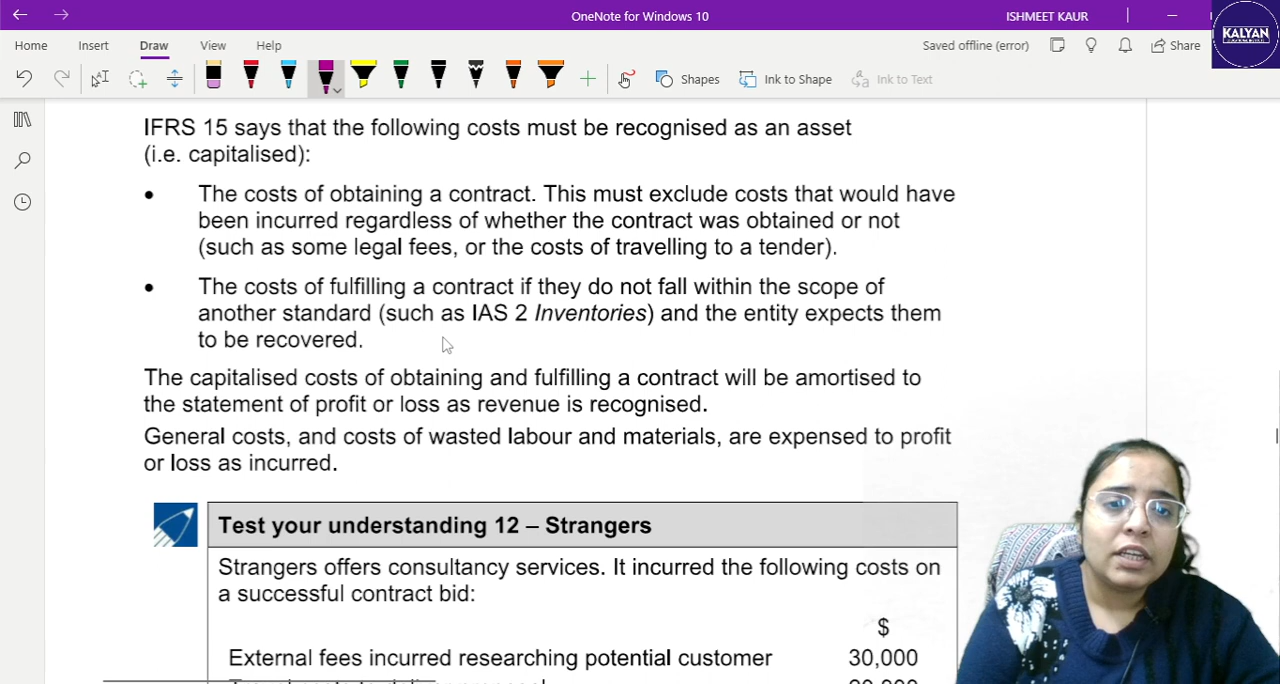 OneNote for Windows 10
ISHMEET KAUR
KALYAN
Home Insert Draw View Help
Saved offline (error) Share
Shapes Ink to Shape Ink to Text
IFRS 15 says that the following costs must be recognised as an asset
(i.e. capitalised):
• The costs of obtaining a contract. This must exclude costs that would have
been incurred regardless of whether the contract was obtained or not
(such as some legal fees, or the costs of travelling to a tender).
• The costs of fulfilling a contract if they do not fall within the scope of
another standard (such as IAS 2 Inventories) and the entity expects them
to be recovered.
The capitalised costs of obtaining and fulfilling a contract will be amortised to
the statement of profit or loss as revenue is recognised.
General costs, and costs of wasted labour and materials, are expensed to profit
or loss as incurred.
Test your understanding 12 – Strangers
Strangers offers consultancy services. It incurred the following costs on
a successful contract bid:
$
External fees incurred researching potential customer 30,000